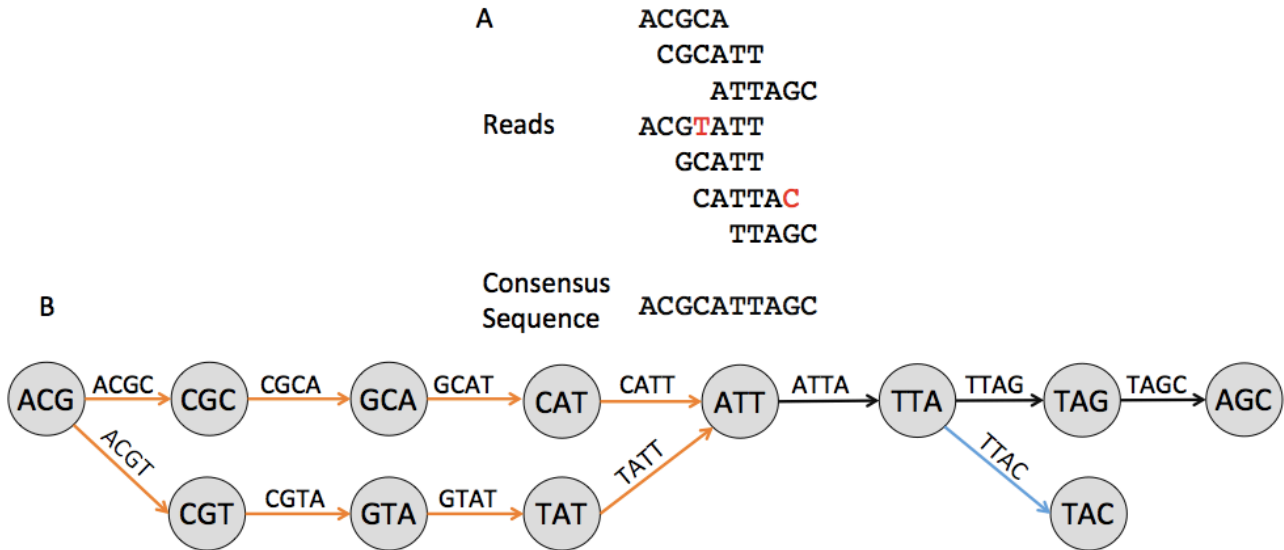 A
ACGCA
CGCATT
ATTAGC
Reads
ACGTATT
GCATT
CATTAC
TTAGC
Consensus
Sequence
ACGCATTAGC
B
ACG ACGC CGC CGCA GCA GCAT CAT CATT ATT ATTA TTA TTAG TAG TAGC AGC
ACGT TATT TTAC
CGT CGTA GTA GTAT TAT TAC